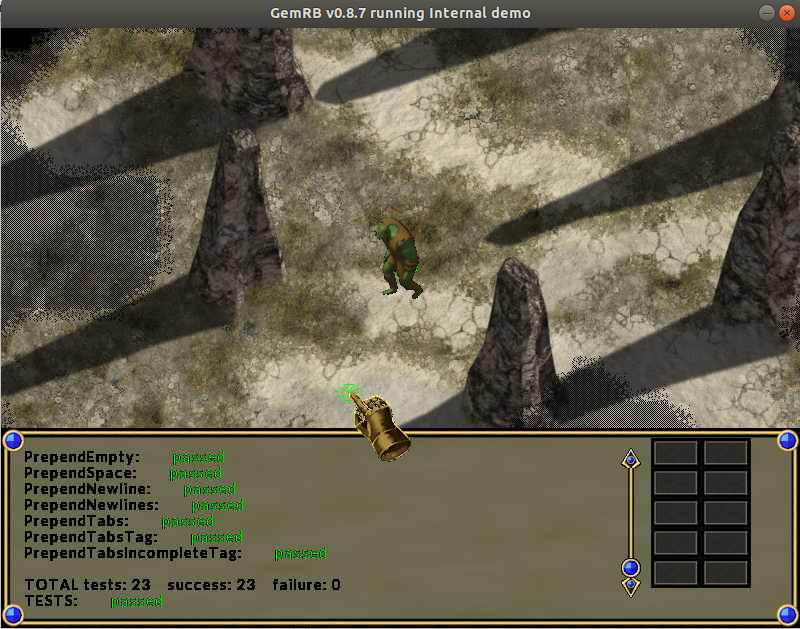 GemRB v0.8.7 running Internal demo
PrependEmpty: passed
PrependSpace: passed
PrependNewline: passed
PrependNewlines: passed
PrependTabs: passed
PrependTabsTag: passed
PrependTabsIncompleteTag: passed
TOTAL tests: 23 success: 23 failure: 0
TESTS: passed